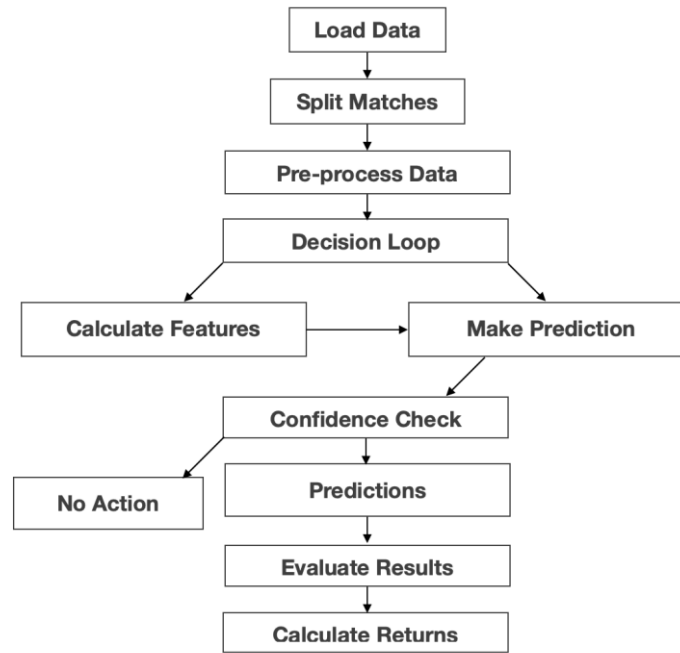 Load Data
Split Matches
Pre-process Data
Decision Loop
Calculate Features
Make Prediction
Confidence Check
No Action
Predictions
Evaluate Results
Calculate Returns